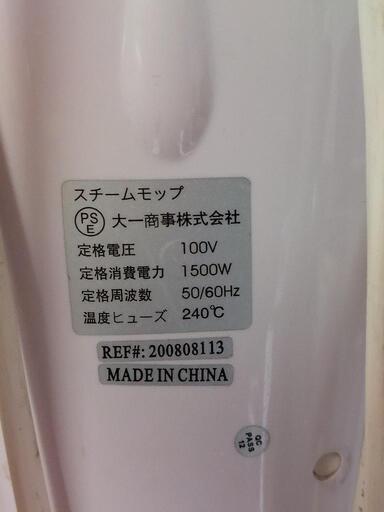 スチームモップ
PS E 大一商事株式会社
定格電圧 100V
定格消費電力 1500W
定格周波数 50/60Hz
温度ヒューズ 240℃
REF#: 200808113
MADE IN CHINA
QC
PASS
12